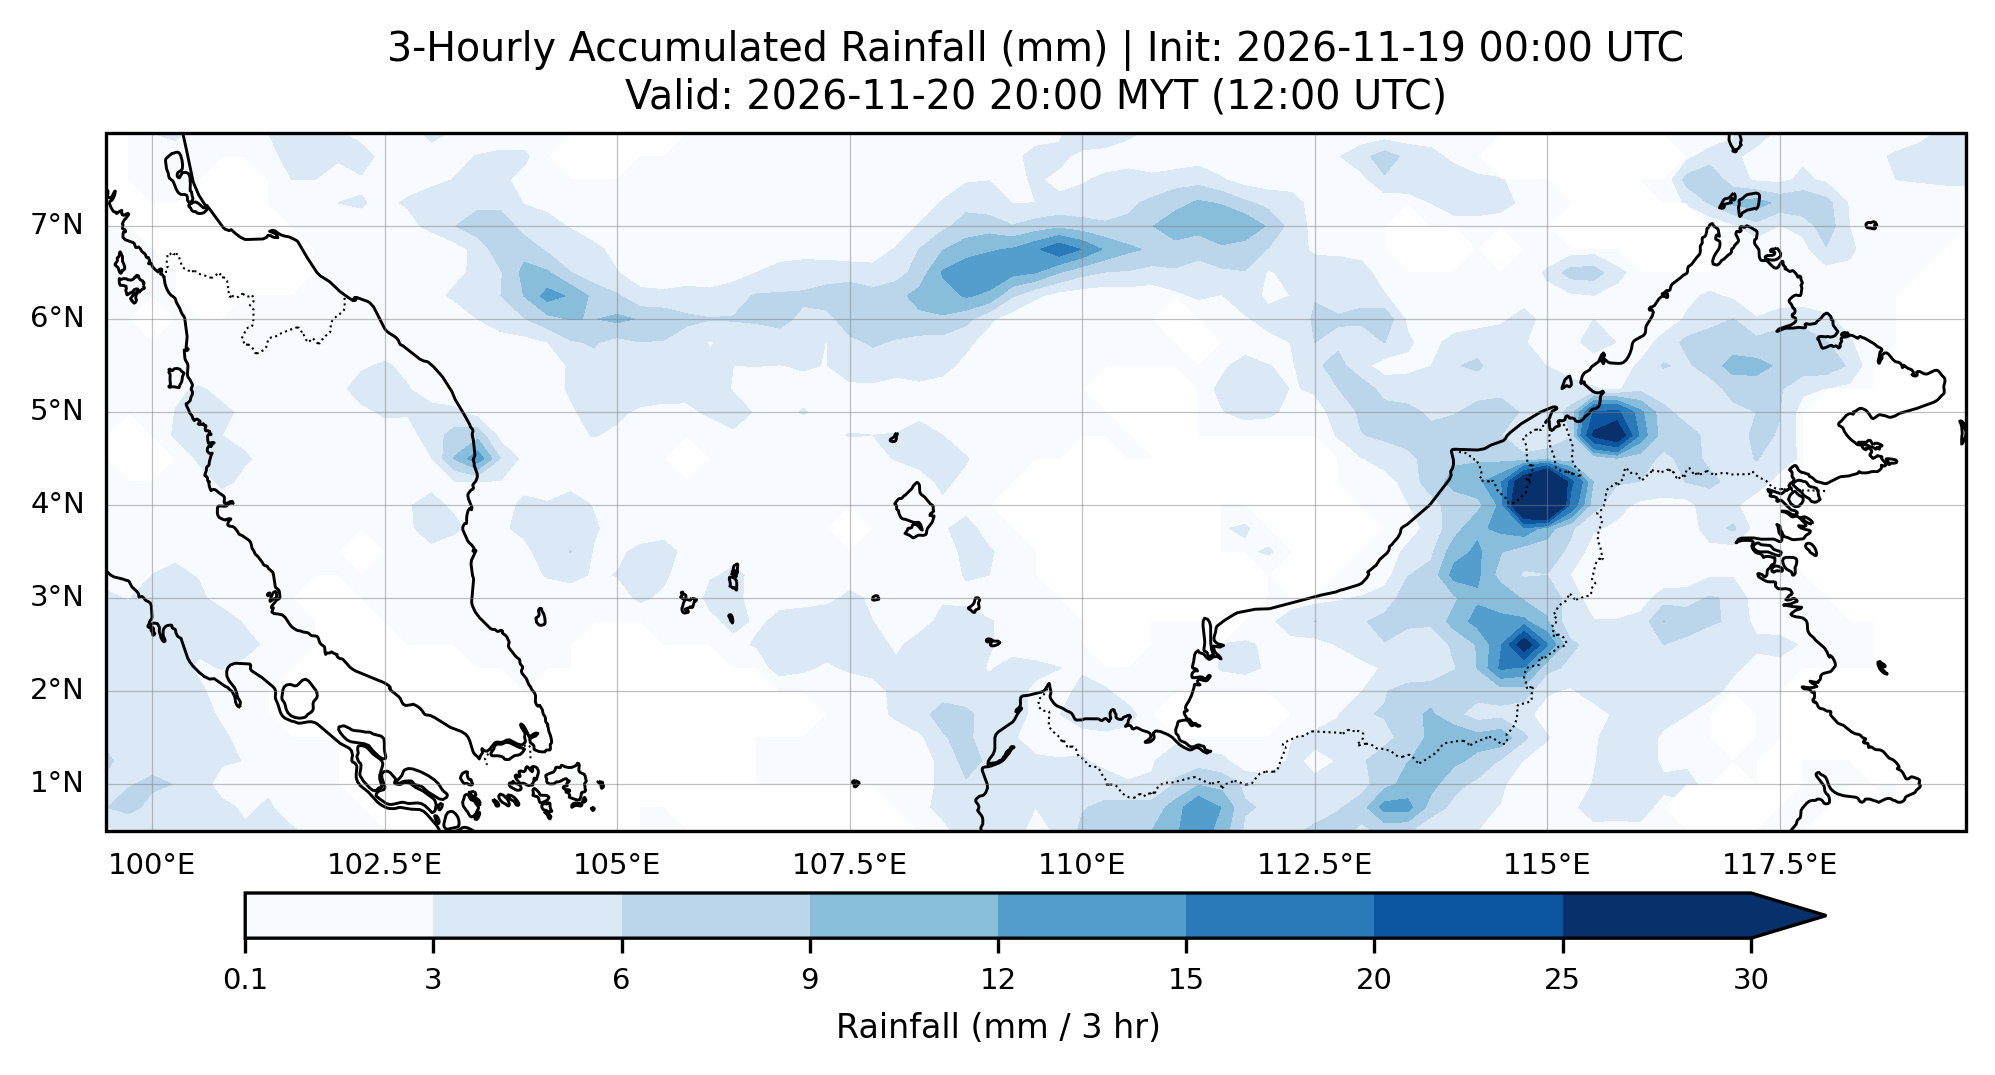 3-Hourly Accumulated Rainfall (mm) | Init: 2026-11-19 00:00 UTC
Valid: 2026-11-20 20:00 MYT (12:00 UTC)
7°N
6°N
5°N
4°N
3°N
2°N
1°N
100°E 102.5°E 105°E 107.5°E 110°E 112.5°E 115°E 117.5°E
0.1 3 6 9 12 15 20 25 30
Rainfall (mm / 3 hr)